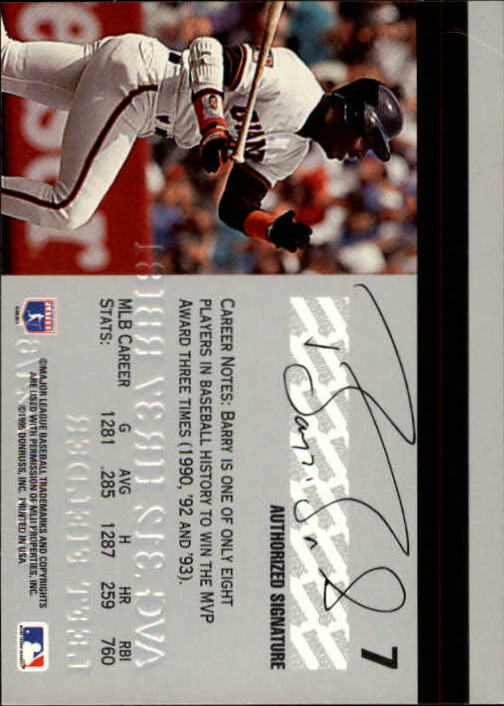 7
Barry Bonds
AUTHORIZED SIGNATURE
CAREER NOTES: BARRY IS ONE OF ONLY EIGHT
PLAYERS IN BASEBALL HISTORY TO WIN THE MVP
AWARD THREE TIMES (1990, '92 AND '93).
MLB CAREER G AVG H HR RBI
STATS: 1281 .285 1287 259 760
©MAJOR LEAGUE BASEBALL TRADEMARKS AND COPYRIGHTS
ARE USED WITH PERMISSION OF MLB PROPERTIES, INC.
©1995 DONRUSS, INC. PRINTED IN USA